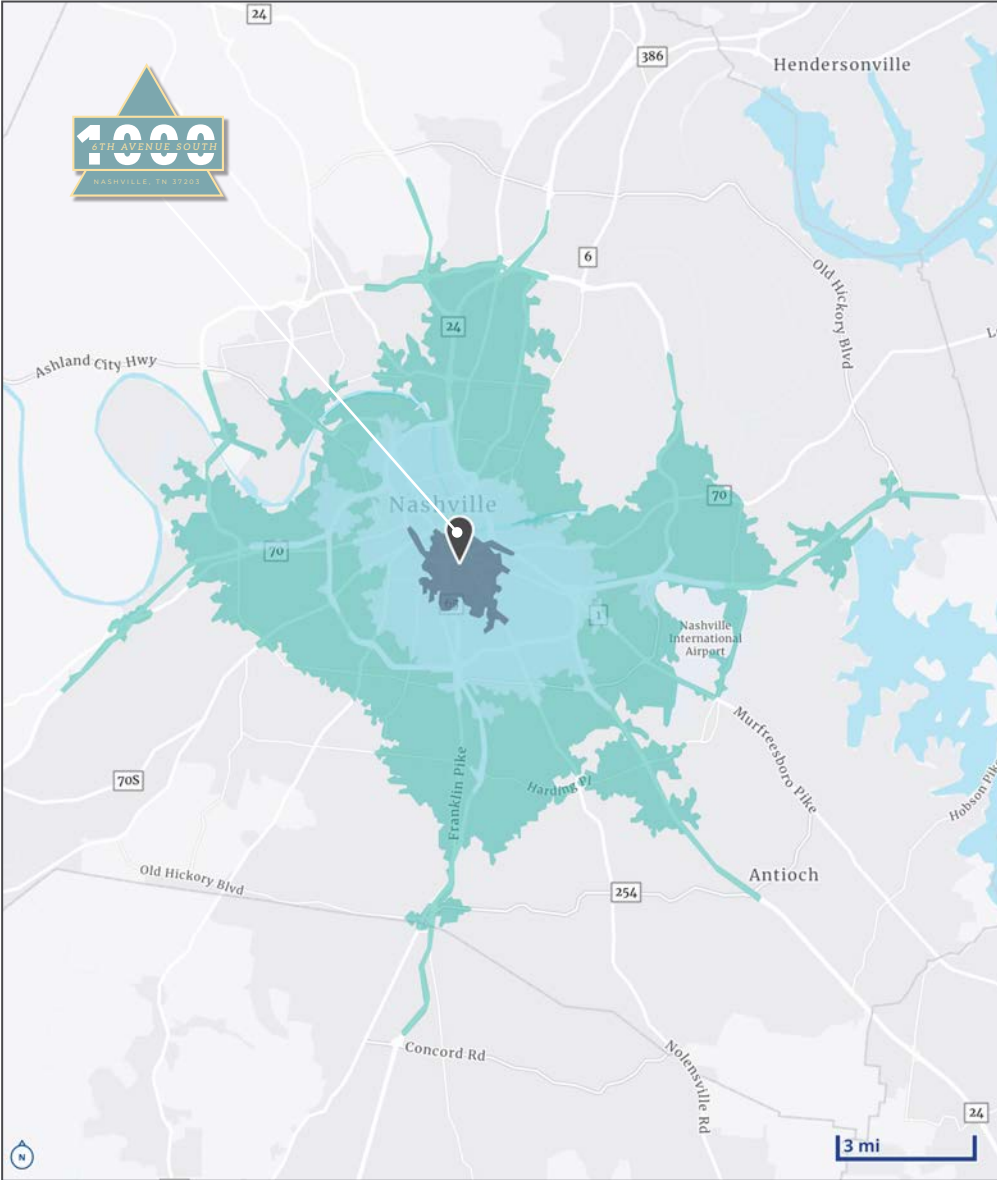 24
386
Hendersonville
1000
6TH AVENUE SOUTH
NASHVILLE, TN 37203
6
Old Hickory Blvd
24
Ashland City Hwy
Nashville
70
70
1
Nashville
International
Airport
Murfreesboro Pike
70S
Franklin Pike
Harding Pl
Hobson Pike
Old Hickory Blvd
254
Antioch
Concord Rd
Nolensville Rd
24
N
3 mi